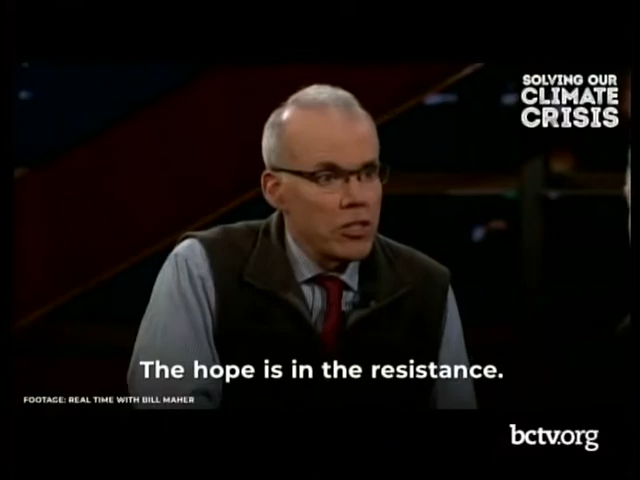 SOLVING OUR
CLIMATE
CRISIS
The hope is in the resistance.
FOOTAGE: REAL TIME WITH BILL MAHER
bctv.org